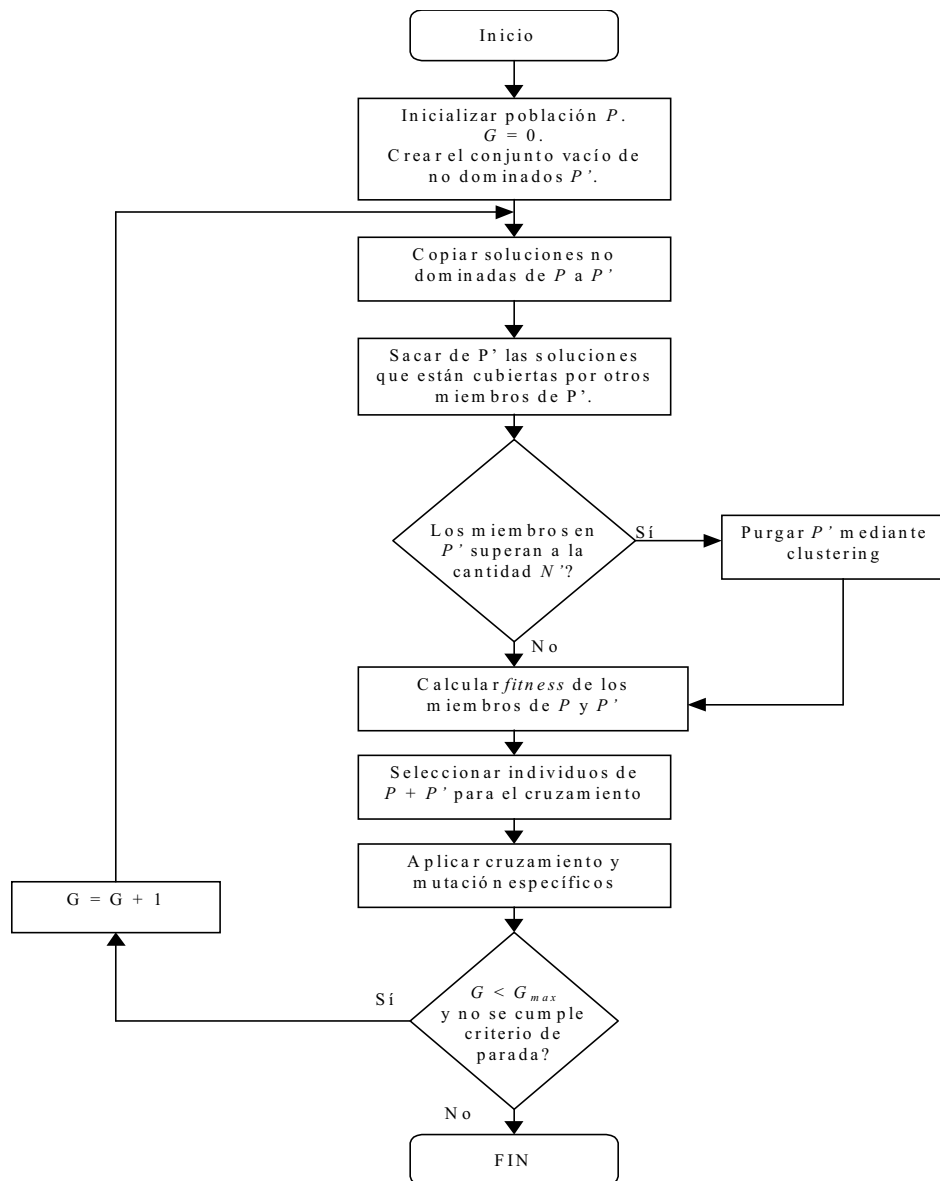 Inicio
Inicializar población P.
G = 0.
Crear el conjunto vacío de
no dominados P’.
Copiar soluciones no
dominadas de P a P’
Sacar de P’ las soluciones
que están cubiertas por otros
miembros de P’.
Los miembros en
P’ superan a la
cantidad N’?
Sí
Purgar P’ mediante
clustering
No
Calcular fitness de los
miembros de P y P’
Seleccionar individuos de
P + P’ para el cruzamiento
Aplicar cruzamiento y
mutación específicos
G = G + 1
Sí
G < Gmax
y no se cumple
criterio de
parada?
No
FIN